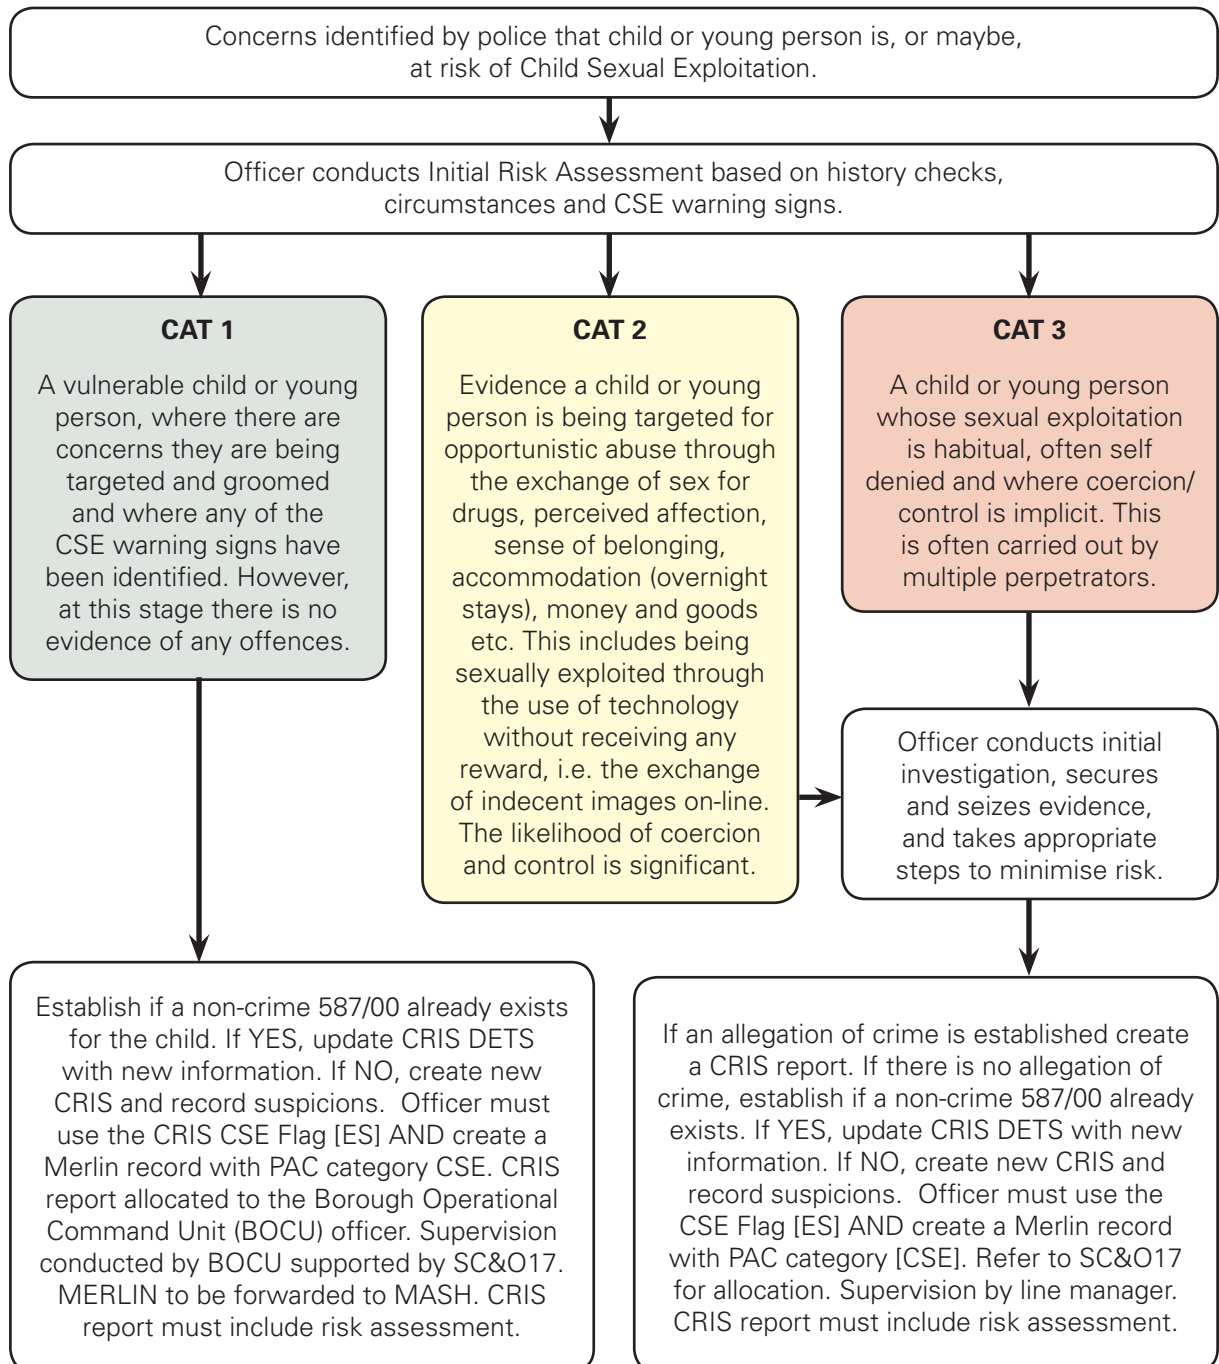 Concerns identified by police that child or young person is, or maybe,
at risk of Child Sexual Exploitation.
Officer conducts Initial Risk Assessment based on history checks,
circumstances and CSE warning signs.
CAT 1
A vulnerable child or young
person, where there are
concerns they are being
targeted and groomed
and where any of the
CSE warning signs have
been identified. However,
at this stage there is no
evidence of any offences.
CAT 2
Evidence a child or young
person is being targeted for
opportunistic abuse through
the exchange of sex for
drugs, perceived affection,
sense of belonging,
accommodation (overnight
stays), money and goods
etc. This includes being
sexually exploited through
the use of technology
without receiving any
reward, i.e. the exchange
of indecent images on-line.
The likelihood of coercion
and control is significant.
CAT 3
A child or young person
whose sexual exploitation
is habitual, often self
denied and where coercion/
control is implicit. This
is often carried out by
multiple perpetrators.
Officer conducts initial
investigation, secures
and seizes evidence,
and takes appropriate
steps to minimise risk.
Establish if a non-crime 587/00 already exists
for the child. If YES, update CRIS DETS
with new information. If NO, create new
CRIS and record suspicions.  Officer must
use the CRIS CSE Flag [ES] AND create a
Merlin record with PAC category CSE. CRIS
report allocated to the Borough Operational
Command Unit (BOCU) officer. Supervision
conducted by BOCU supported by SC&O17.
MERLIN to be forwarded to MASH. CRIS
report must include risk assessment.
If an allegation of crime is established create
a CRIS report. If there is no allegation of
crime, establish if a non-crime 587/00 already
exists. If YES, update CRIS DETS with new
information. If NO, create new CRIS and
record suspicions.  Officer must use the
CSE Flag [ES] AND create a Merlin record
with PAC category [CSE]. Refer to SC&O17
for allocation. Supervision by line manager.
CRIS report must include risk assessment.